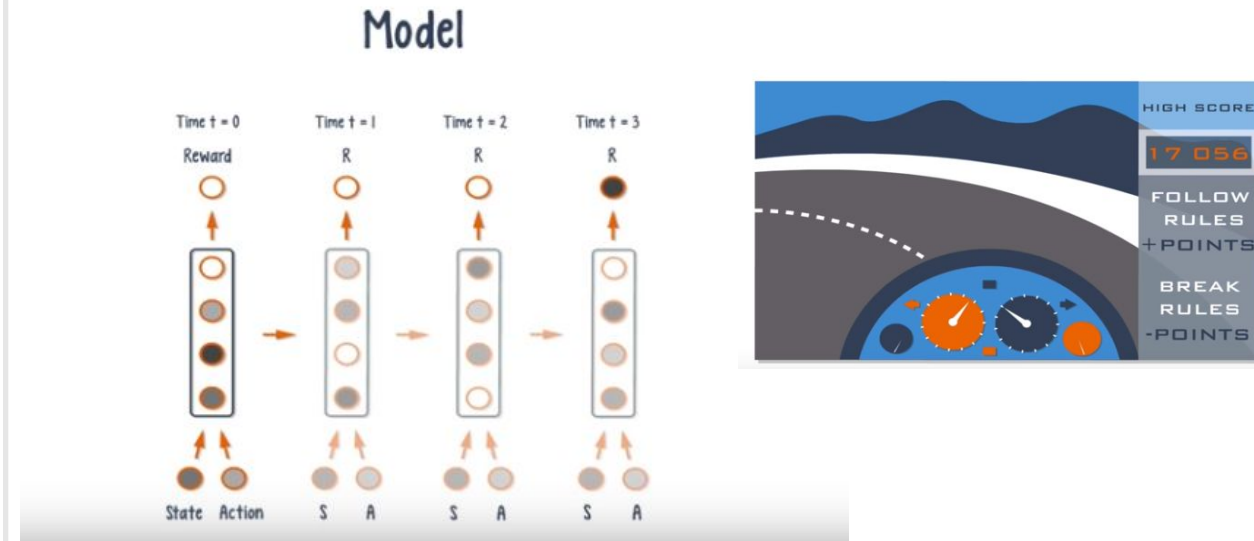 Model
Time t = 0 Time t = 1 Time t = 2 Time t = 3
Reward R R R
State Action S A S A S A
HIGH SCORE
17 056
FOLLOW
RULES
+POINTS
BREAK
RULES
-POINTS